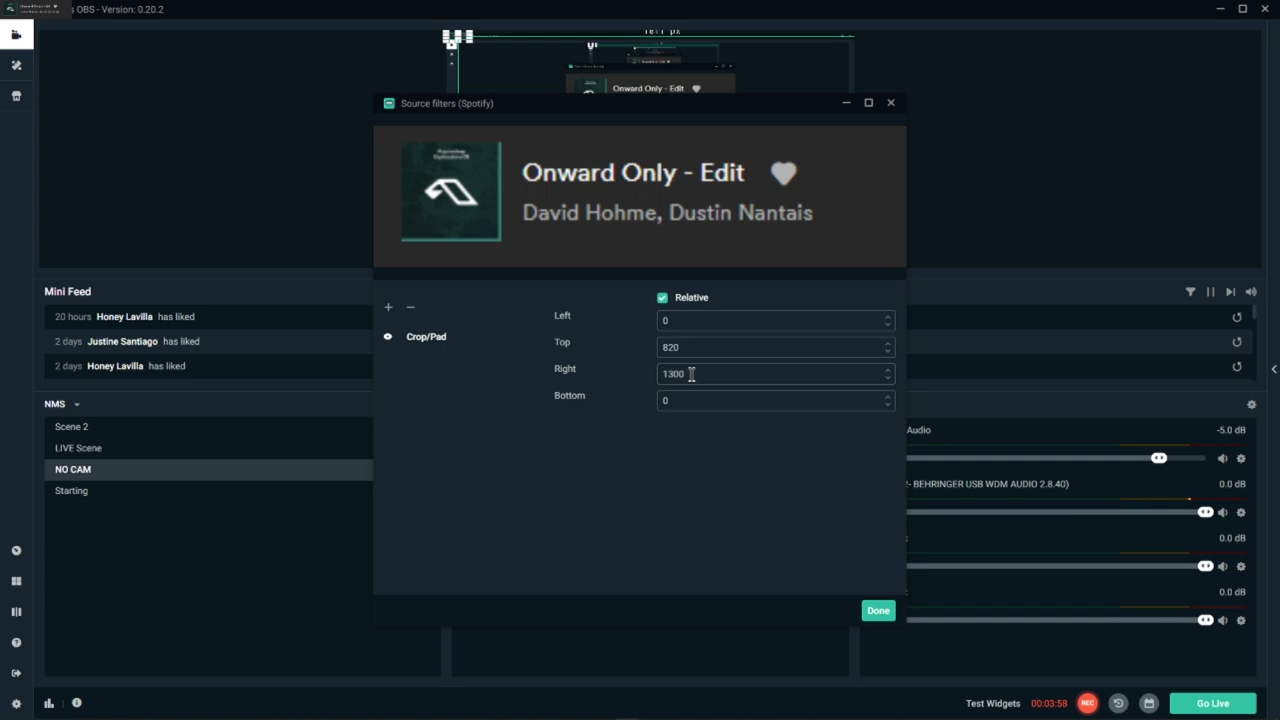 s OBS - Version: 0.20.2
Onward Only - Edit
Source filters (Spotify)
Onward Only - Edit
David Hohme, Dustin Nantais
Mini Feed
20 hours Honey Lavilla has liked
2 days Justine Santiago has liked
2 days Honey Lavilla has liked
Relative
Left
0
Top
820
Right
1300
Bottom
0
Crop/Pad
NMS
Scene 2
LIVE Scene
NO CAM
Starting
Audio
-5.0 dB
- BEHRINGER USB WDM AUDIO 2.8.40)
0.0 dB
0.0 dB
0.0 dB
Done
Test Widgets
00:03:58
REC
Go Live